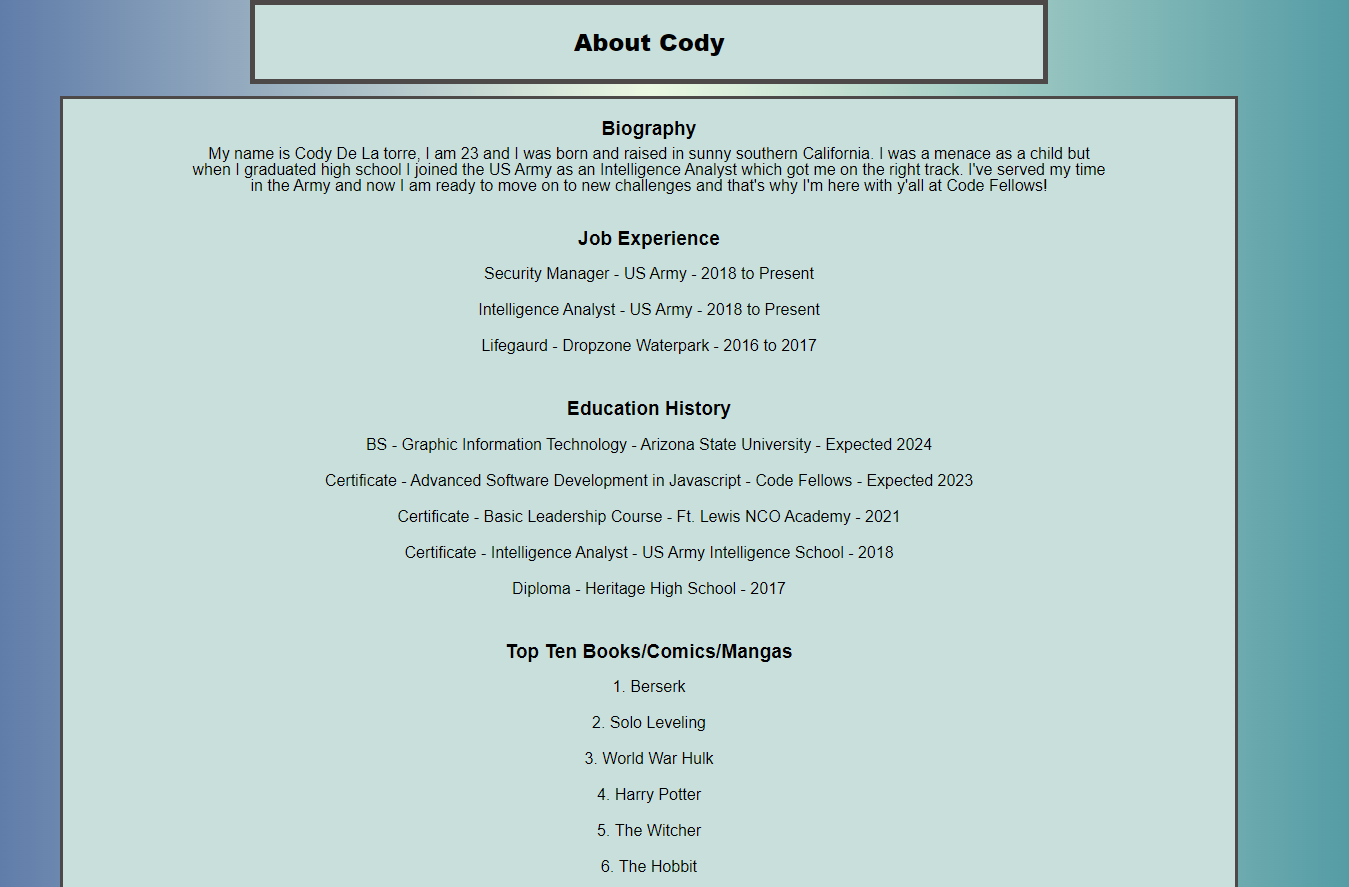 About Cody
Biography
My name is Cody De La torre, I am 23 and I was born and raised in sunny southern California. I was a menace as a child but
when I graduated high school I joined the US Army as an Intelligence Analyst which got me on the right track. I've served my time
in the Army and now I am ready to move on to new challenges and that's why I'm here with y'all at Code Fellows!
Job Experience
Security Manager - US Army - 2018 to Present
Intelligence Analyst - US Army - 2018 to Present
Lifegaurd - Dropzone Waterpark - 2016 to 2017
Education History
BS - Graphic Information Technology - Arizona State University - Expected 2024
Certificate - Advanced Software Development in Javascript - Code Fellows - Expected 2023
Certificate - Basic Leadership Course - Ft. Lewis NCO Academy - 2021
Certificate - Intelligence Analyst - US Army Intelligence School - 2018
Diploma - Heritage High School - 2017
Top Ten Books/Comics/Mangas
1. Berserk
2. Solo Leveling
3. World War Hulk
4. Harry Potter
5. The Witcher
6. The Hobbit